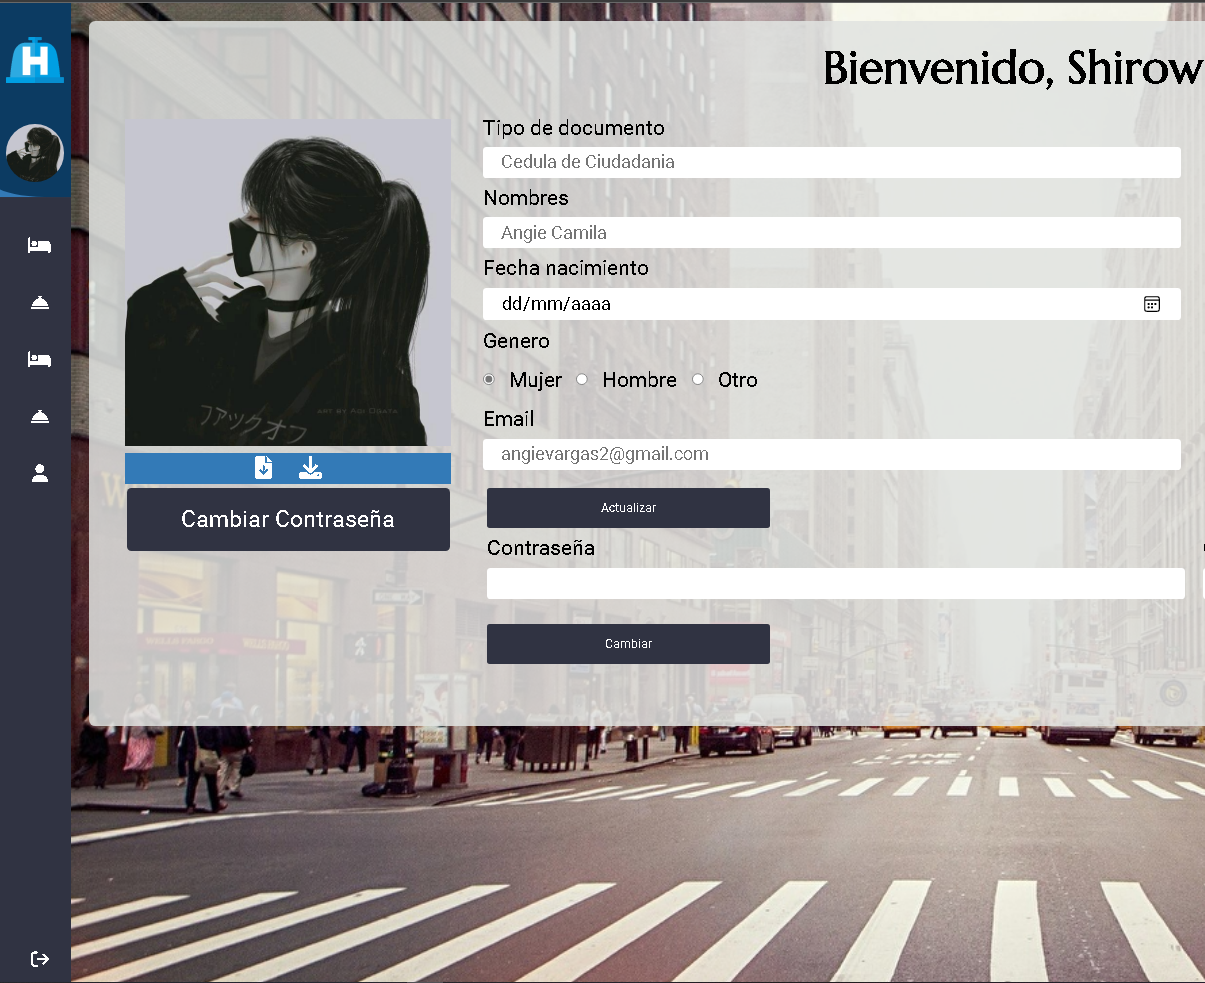 H
Bienvenido, Shirow
Tipo de documento
Cedula de Ciudadania
Nombres
Angie Camila
Fecha nacimiento
dd/mm/aaaa
Genero
Mujer Hombre Otro
Email
angievargas2@gmail.com
ファックオフ
ART BY AOI OGATA
Cambiar Contraseña
Actualizar
Contraseña
Cambiar